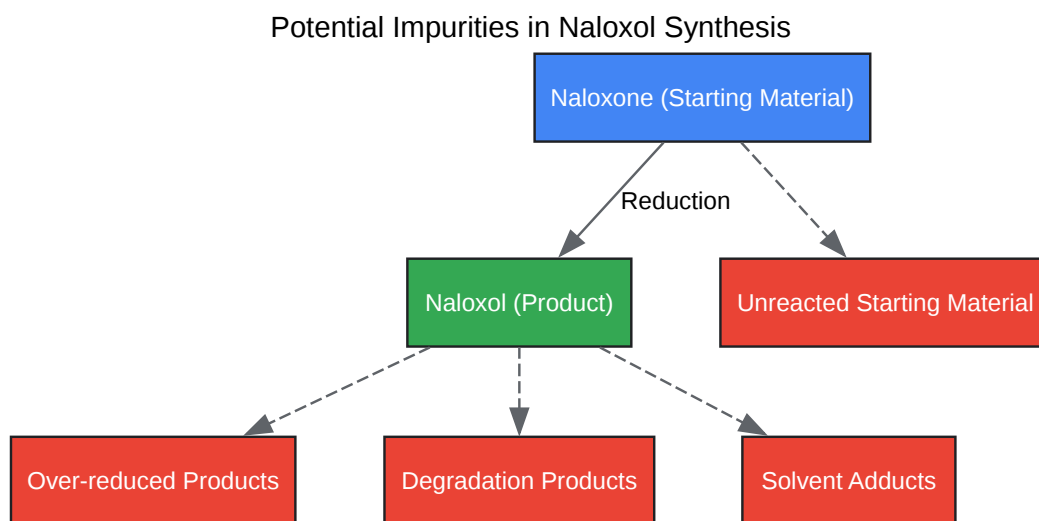 Potential Impurities in Naloxol Synthesis
Naloxone (Starting Material)
Reduction
Naloxol (Product)
Unreacted Starting Material
Over-reduced Products
Degradation Products
Solvent Adducts